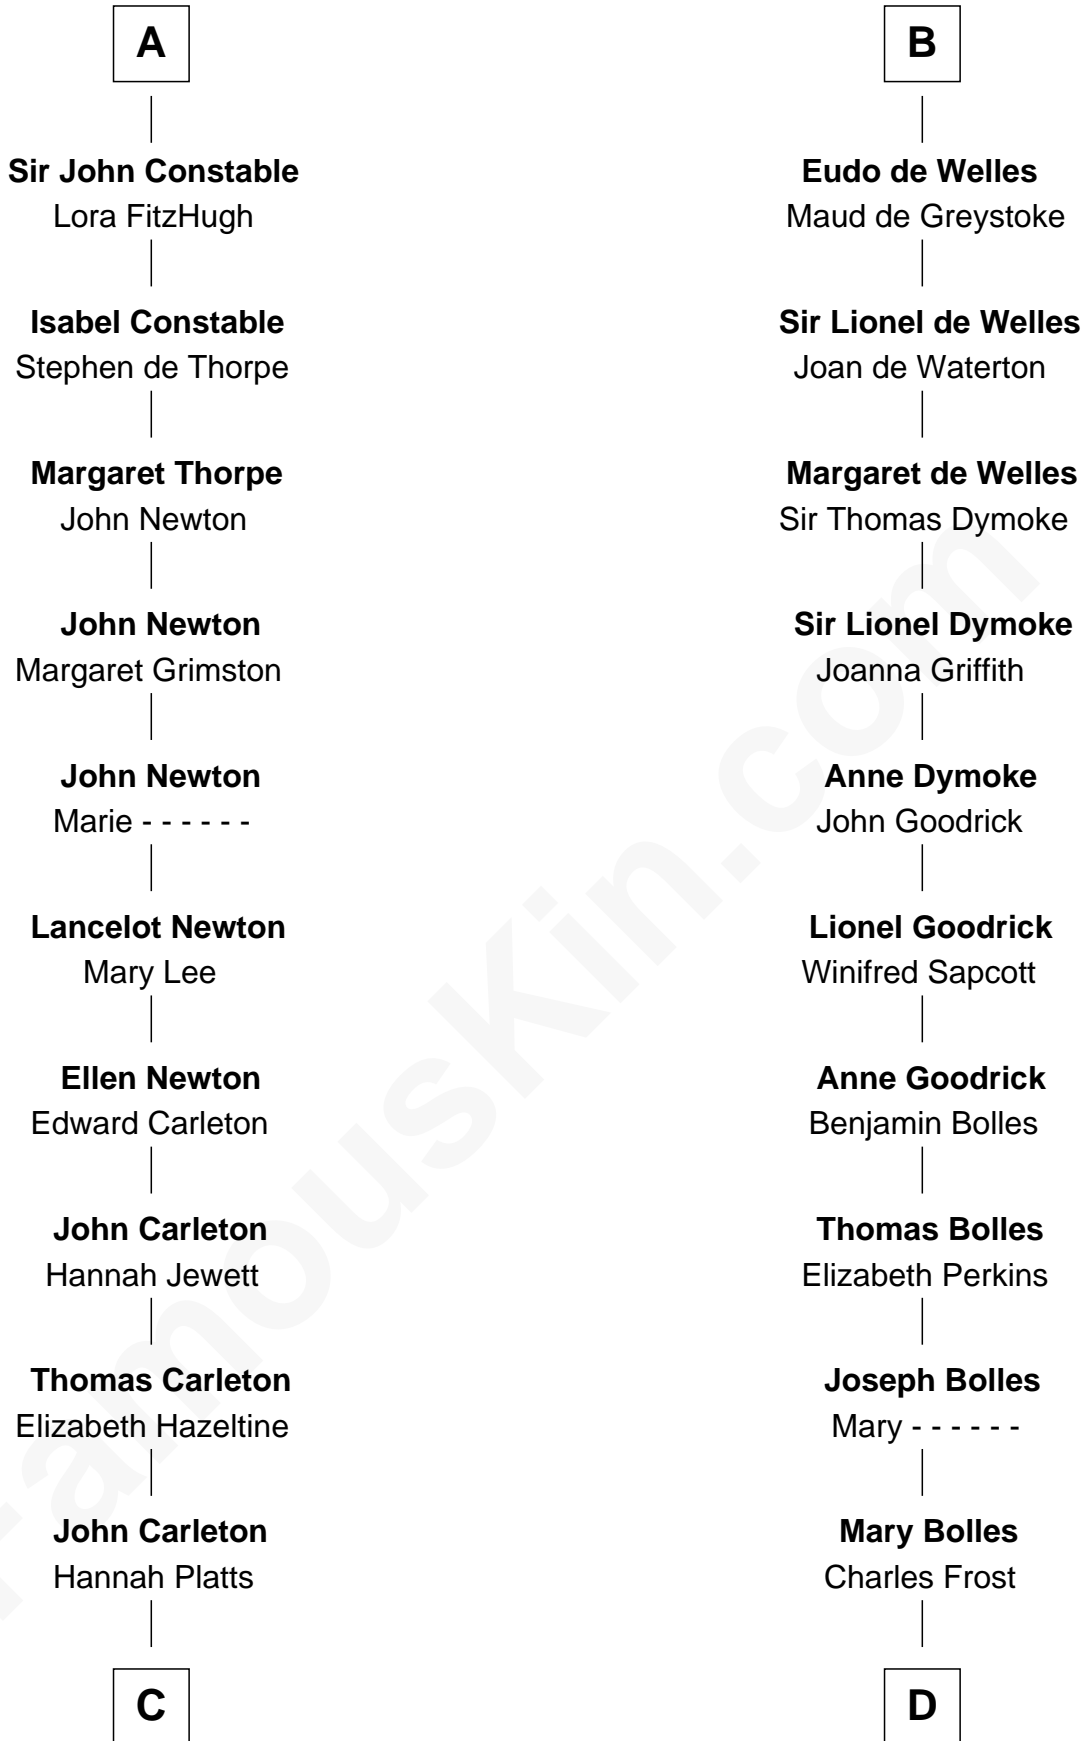 A
Sir John Constable
Lora FitzHugh
Isabel Constable
Stephen de Thorpe
Margaret Thorpe
John Newton
John Newton
Margaret Grimston
John Newton
Marie - - - - - -
Lancelot Newton
Mary Lee
Ellen Newton
Edward Carleton
John Carleton
Hannah Jewett
Thomas Carleton
Elizabeth Hazeltine
John Carleton
Hannah Platts
C
B
Eudo de Welles
Maud de Greystoke
Sir Lionel de Welles
Joan de Waterton
Margaret de Welles
Sir Thomas Dymoke
Sir Lionel Dymoke
Joanna Griffith
Anne Dymoke
John Goodrick
Lionel Goodrick
Winifred Sapcott
Anne Goodrick
Benjamin Bolles
Thomas Bolles
Elizabeth Perkins
Joseph Bolles
Mary - - - - - -
Mary Bolles
Charles Frost
D
FamousKin.com